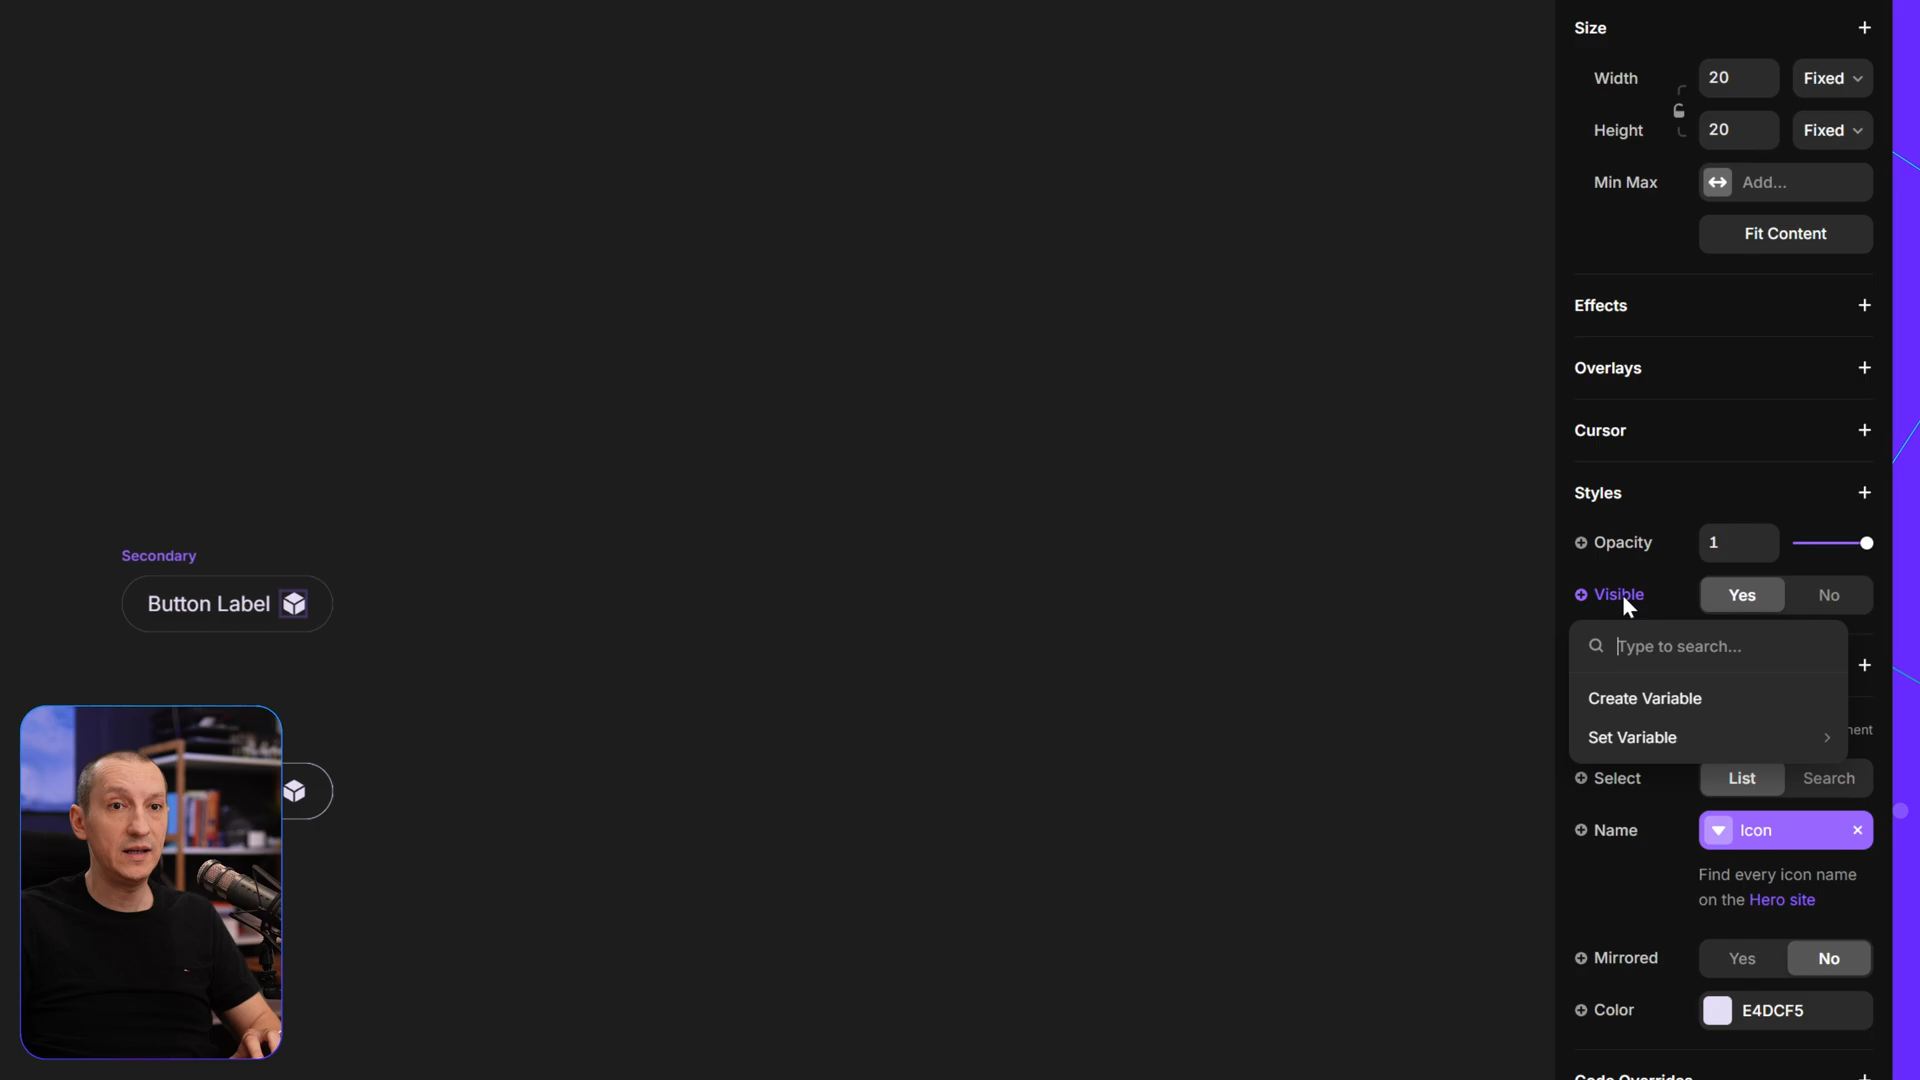 Size
Width 20 Fixed
Height 20 Fixed
Min Max Add...
Fit Content
Effects
Overlays
Cursor
Styles
Opacity 1
Secondary
Visible Yes No
Button Label
Type to search...
Create Variable
Set Variable
Select List Search
Name Icon
Find every icon name
on the Hero site
Mirrored Yes No
Color E4DCF5
Code Overrides